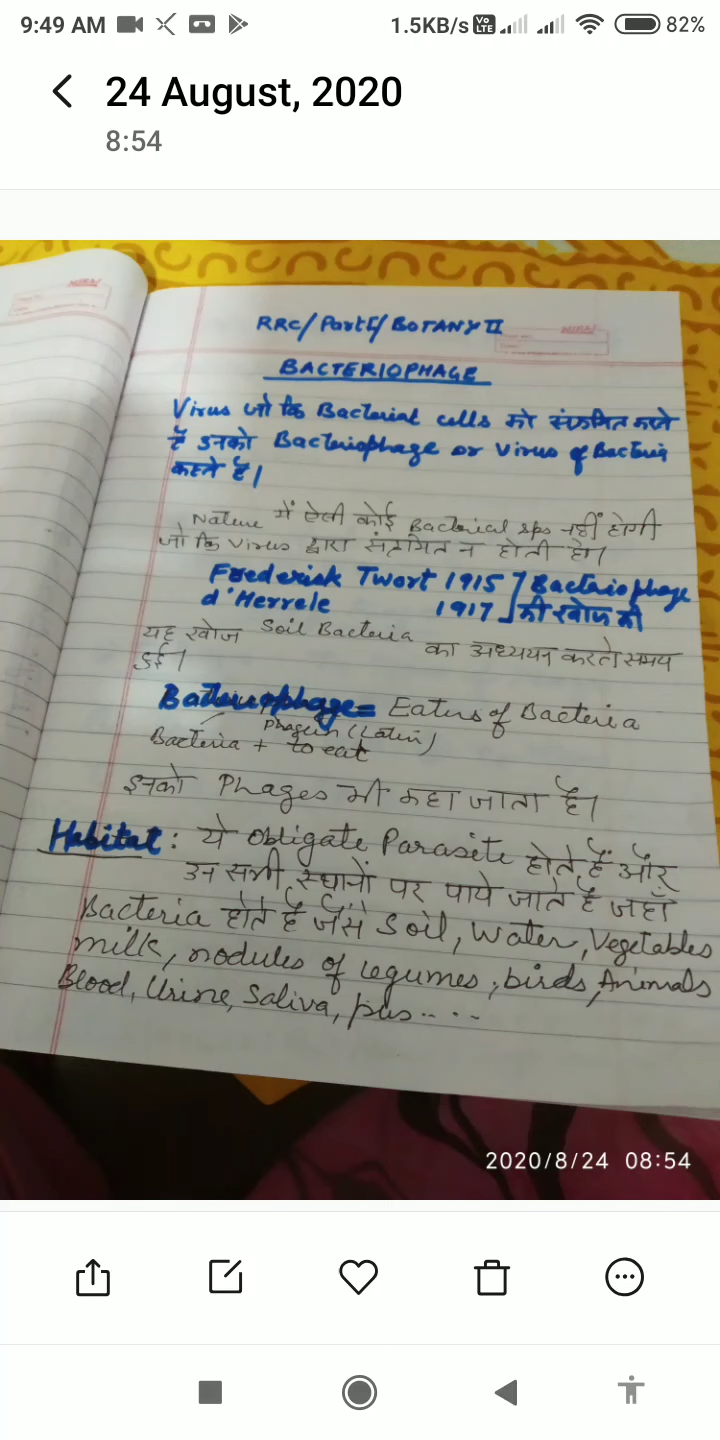 9:49 AM
1.5KB/s Vo LTE 82%
24 August, 2020
8:54
RRC/Part I/BOTANY II
BACTERIOPHAGE
Virus जो कि Bacterial cells को संक्रमित करते
हैं उनको Bacteriophage or Virus of Bacteria
कहते हैं।
Nature में ऐसी कोई Bacterial sps नहीं होगी
जो कि Virus द्वारा संक्रमित न होती हो।
Frederick Twort 1915 Bacteriophage
d'Herrele 1917 की खोज की
यह खोज Soil Bacteria का अध्ययन करते समय
हुई।
Bacteriophage = Eaters of Bacteria
Phagein (Latin)
Bacteria + to eat
इनको Phages भी कहा जाता है।
Habitat : ये obligate Parasite होते हैं और
उन सभी स्थानों पर पाये जाते हैं जहाँ
Bacteria होते हैं जैसे Soil, Water, Vegetables
milk, nodules of legumes, birds, Animals
Blood, Urine, Saliva, pus.....
2020/8/24 08:54